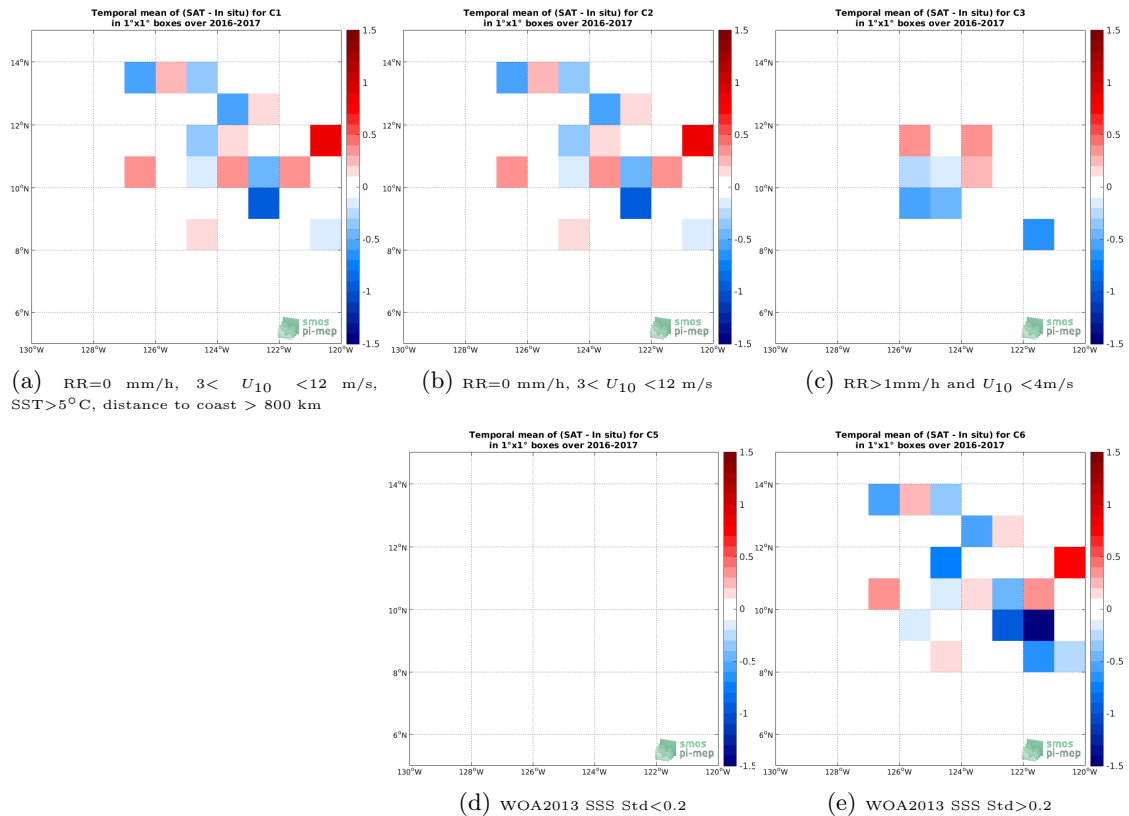 Temporal mean of (SAT - In situ) for C1
in 1°x1° boxes over 2016-2017
14°N
12°N
10°N
8°N
6°N
130°W 128°W 126°W 124°W 122°W 120°W
1.5
1
0.5
0
-0.5
-1
-1.5
smos
pi-mep
(a) RR=0 mm/h, 3< U10 <12 m/s,
SST>5°C, distance to coast > 800 km
Temporal mean of (SAT - In situ) for C2
in 1°x1° boxes over 2016-2017
14°N
12°N
10°N
8°N
6°N
130°W 128°W 126°W 124°W 122°W 120°W
1.5
1
0.5
0
-0.5
-1
-1.5
smos
pi-mep
(b) RR=0 mm/h, 3< U10 <12 m/s
Temporal mean of (SAT - In situ) for C3
in 1°x1° boxes over 2016-2017
14°N
12°N
10°N
8°N
6°N
130°W 128°W 126°W 124°W 122°W 120°W
1.5
1
0.5
0
-0.5
-1
-1.5
smos
pi-mep
(c) RR>1mm/h and U10 <4m/s
Temporal mean of (SAT - In situ) for C5
in 1°x1° boxes over 2016-2017
14°N
12°N
10°N
8°N
6°N
130°W 128°W 126°W 124°W 122°W 120°W
1.5
1
0.5
0
-0.5
-1
-1.5
smos
pi-mep
(d) WOA2013 SSS Std<0.2
Temporal mean of (SAT - In situ) for C6
in 1°x1° boxes over 2016-2017
14°N
12°N
10°N
8°N
6°N
130°W 128°W 126°W 124°W 122°W 120°W
1.5
1
0.5
0
-0.5
-1
-1.5
smos
pi-mep
(e) WOA2013 SSS Std>0.2